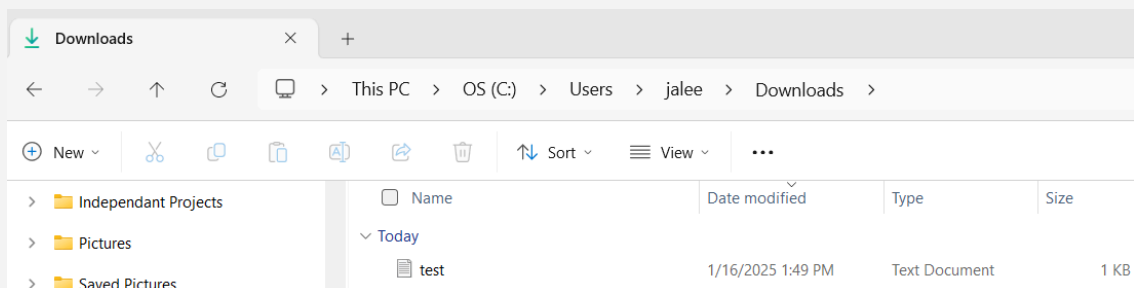 Downloads
This PC > OS (C:) > Users > jalee > Downloads >
New Sort View •••
Independant Projects
Pictures
Saved Pictures
Name Date modified Type Size
Today
test 1/16/2025 1:49 PM Text Document 1 KB